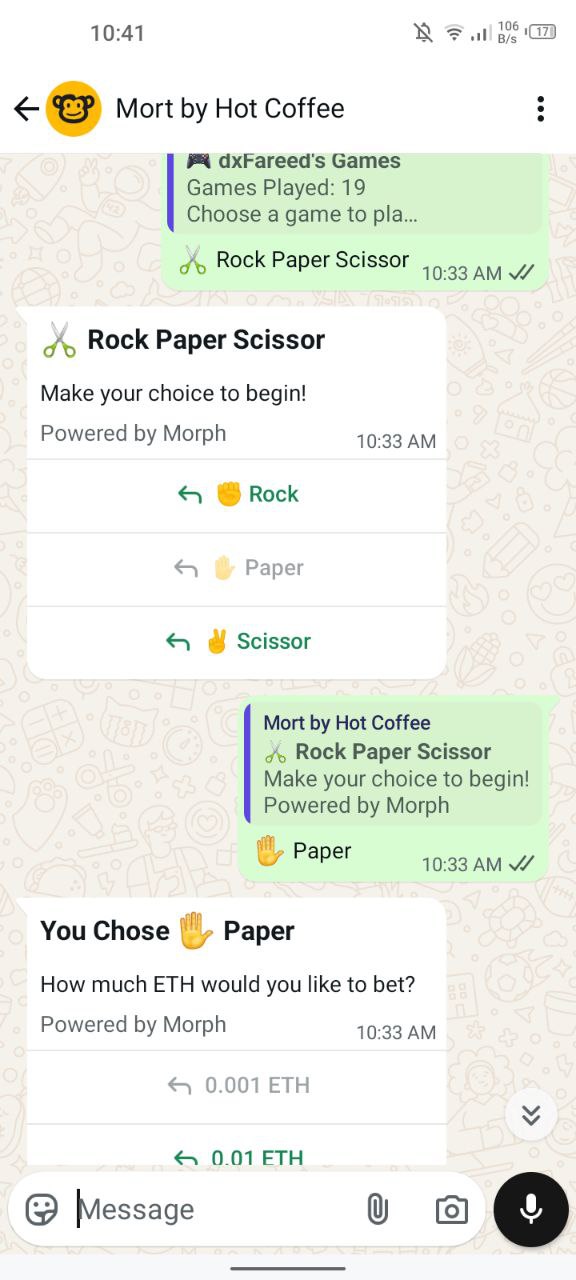 10:41
106
B/s
17
Mort by Hot Coffee
🎮 dxFareed's Games
Games Played: 19
Choose a game to pla...
✂️ Rock Paper Scissor
10:33 AM
✂️ Rock Paper Scissor
Make your choice to begin!
Powered by Morph
10:33 AM
✊ Rock
✋ Paper
✌️ Scissor
Mort by Hot Coffee
✂️ Rock Paper Scissor
Make your choice to begin!
Powered by Morph
✋ Paper
10:33 AM
You Chose ✋ Paper
How much ETH would you like to bet?
Powered by Morph
10:33 AM
0.001 ETH
0.01 ETH
Message